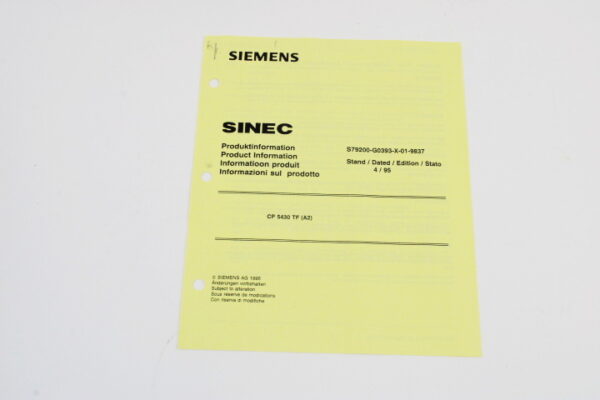 SIEMENS
SINEC
Produktinformation
Product Information
Informatioon produit
Informazioni sul prodotto
S79200-G0393-X-01-9837
Stand / Dated / Edition / Stato
4 / 95
CP 5430 TF (A2)
© SIEMENS AG 1995
Änderungen vorbehalten
Subject to alteration
Sous reserve de modications
Con riserva di modifiche